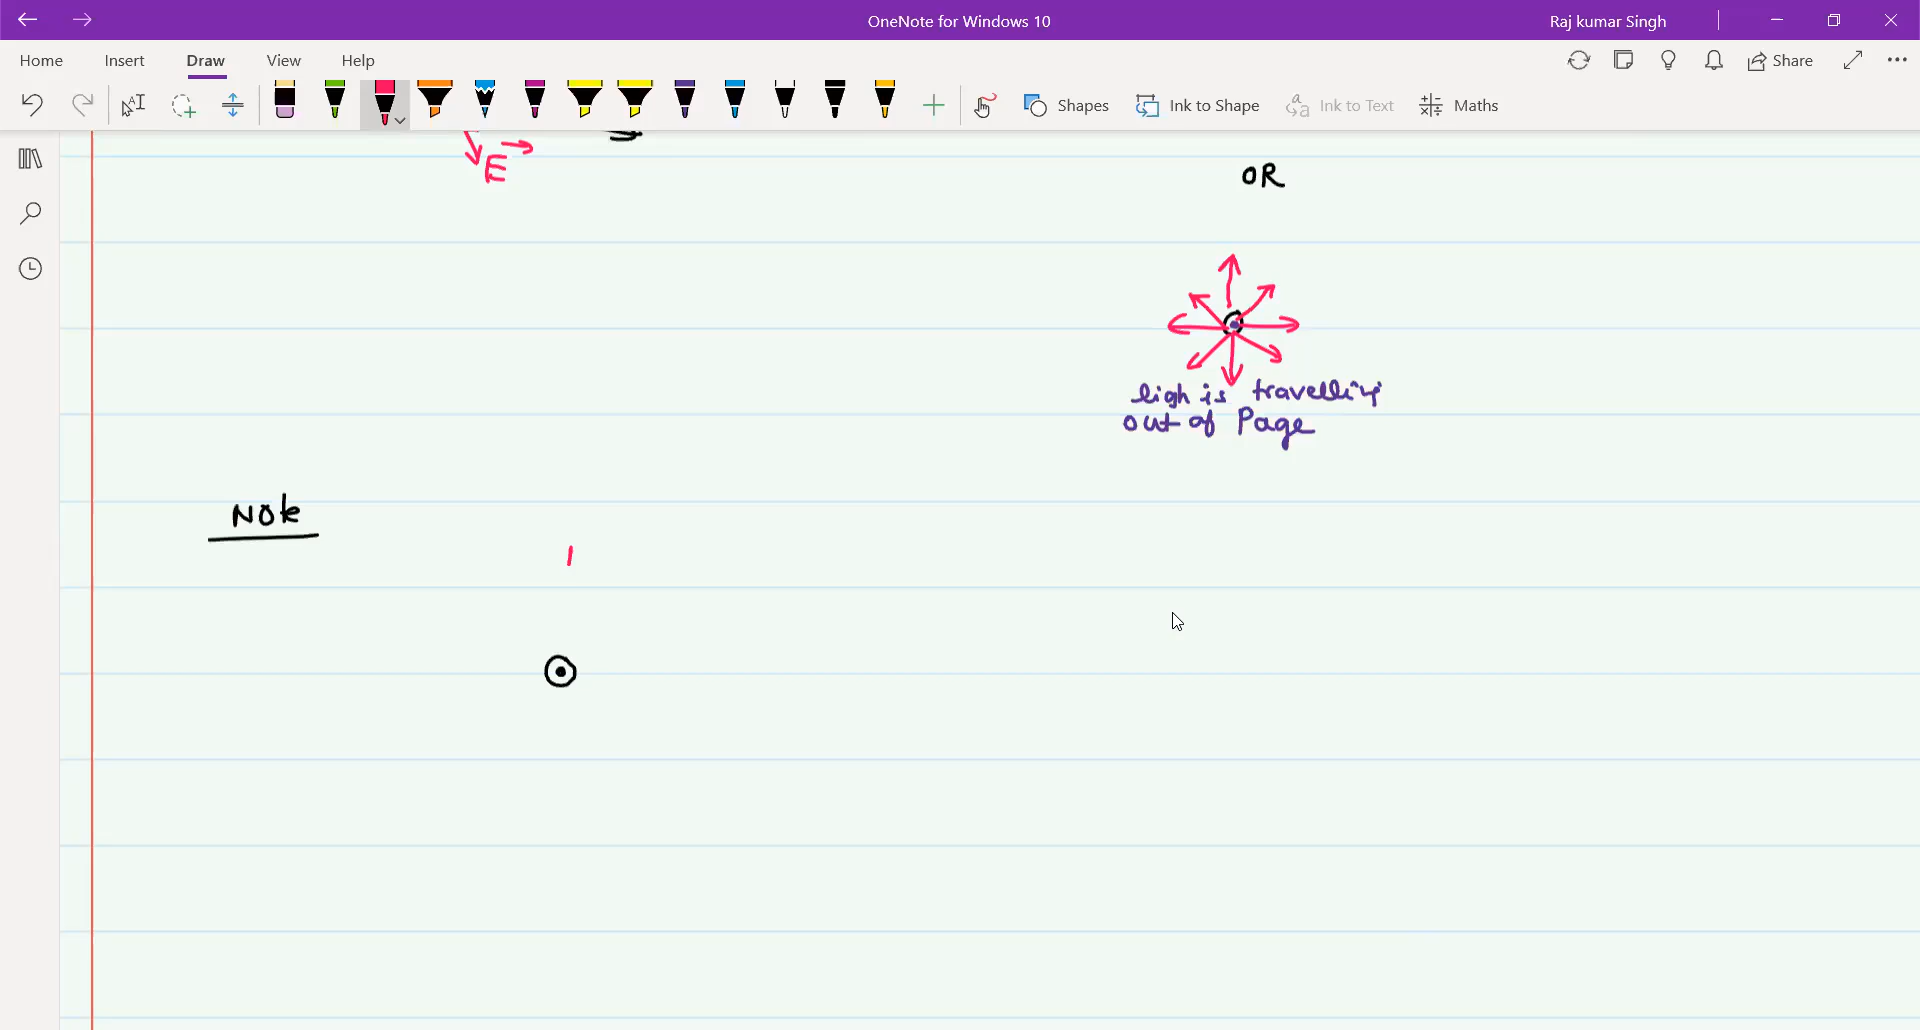 OneNote for Windows 10
Raj kumar Singh
Home Insert Draw View Help
Share
Shapes Ink to Shape Ink to Text Maths
E
OR
ligh is travelling
out of Page
Note